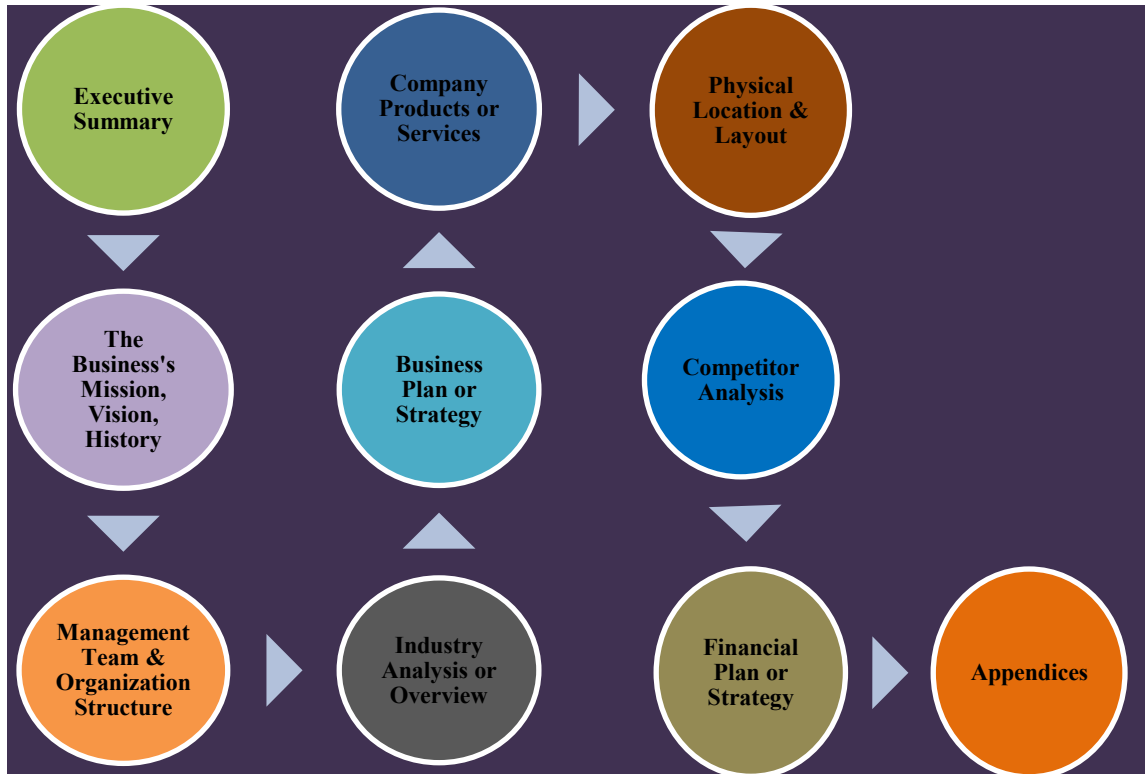 Executive
Summary
The
Business's
Mission,
Vision,
History
Management
Team &
Organization
Structure
Industry
Analysis or
Overview
Business
Plan or
Strategy
Company
Products or
Services
Physical
Location &
Layout
Competitor
Analysis
Financial
Plan or
Strategy
Appendices